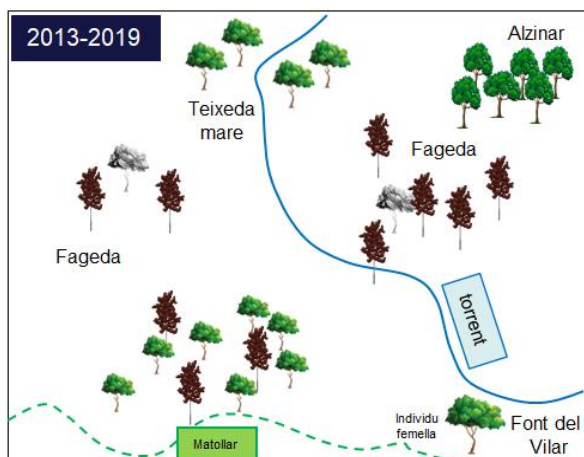 2013-2019
Alzinar
Teixeda
mare
Fageda
Fageda
torrent
Matollar
Individu
femella
Font del
Vilar